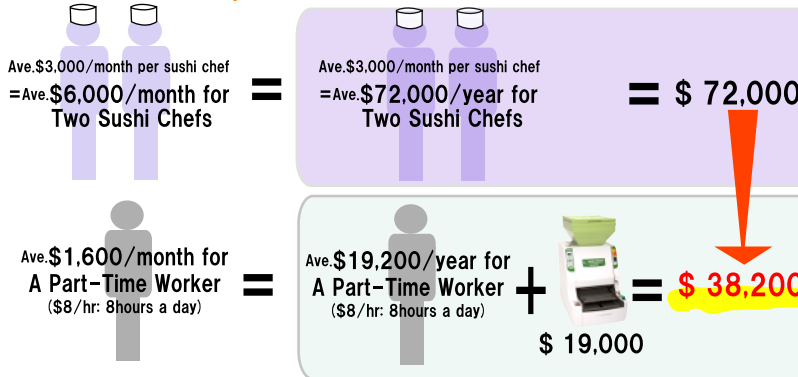 Ave.$3,000/month per sushi chef
=Ave.$6,000/month for
Two Sushi Chefs
=
Ave.$3,000/month per sushi chef
=Ave.$72,000/year for
Two Sushi Chefs
= $ 72,000
Ave.$1,600/month for
A Part-Time Worker
($8/hr: 8hours a day)
=
Ave.$19,200/year for
A Part-Time Worker
($8/hr: 8hours a day)
+
$ 19,000
= $ 38,200